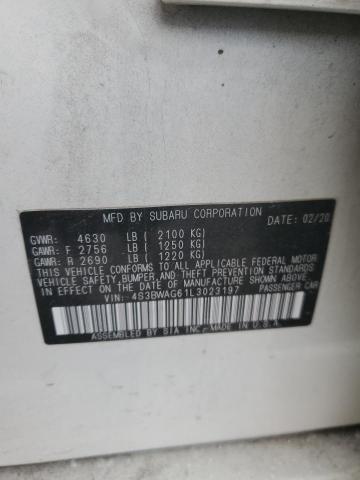 MFD BY SUBARU CORPORATION DATE: 02/20
GVWR: 4630 LB ( 2100 KG)
GAWR: F 2756 LB ( 1250 KG)
GAWR: R 2690 LB ( 1220 KG)
THIS VEHICLE CONFORMS TO ALL APPLICABLE FEDERAL MOTOR
VEHICLE SAFETY, BUMPER, AND THEFT PREVENTION STANDARDS
IN EFFECT ON THE DATE OF MANUFACTURE SHOWN ABOVE.
VIN: 4S3BWAG61L3023197 PASSENGER CAR
ASSEMBLED BY SIA INC. MADE IN U.S.A.